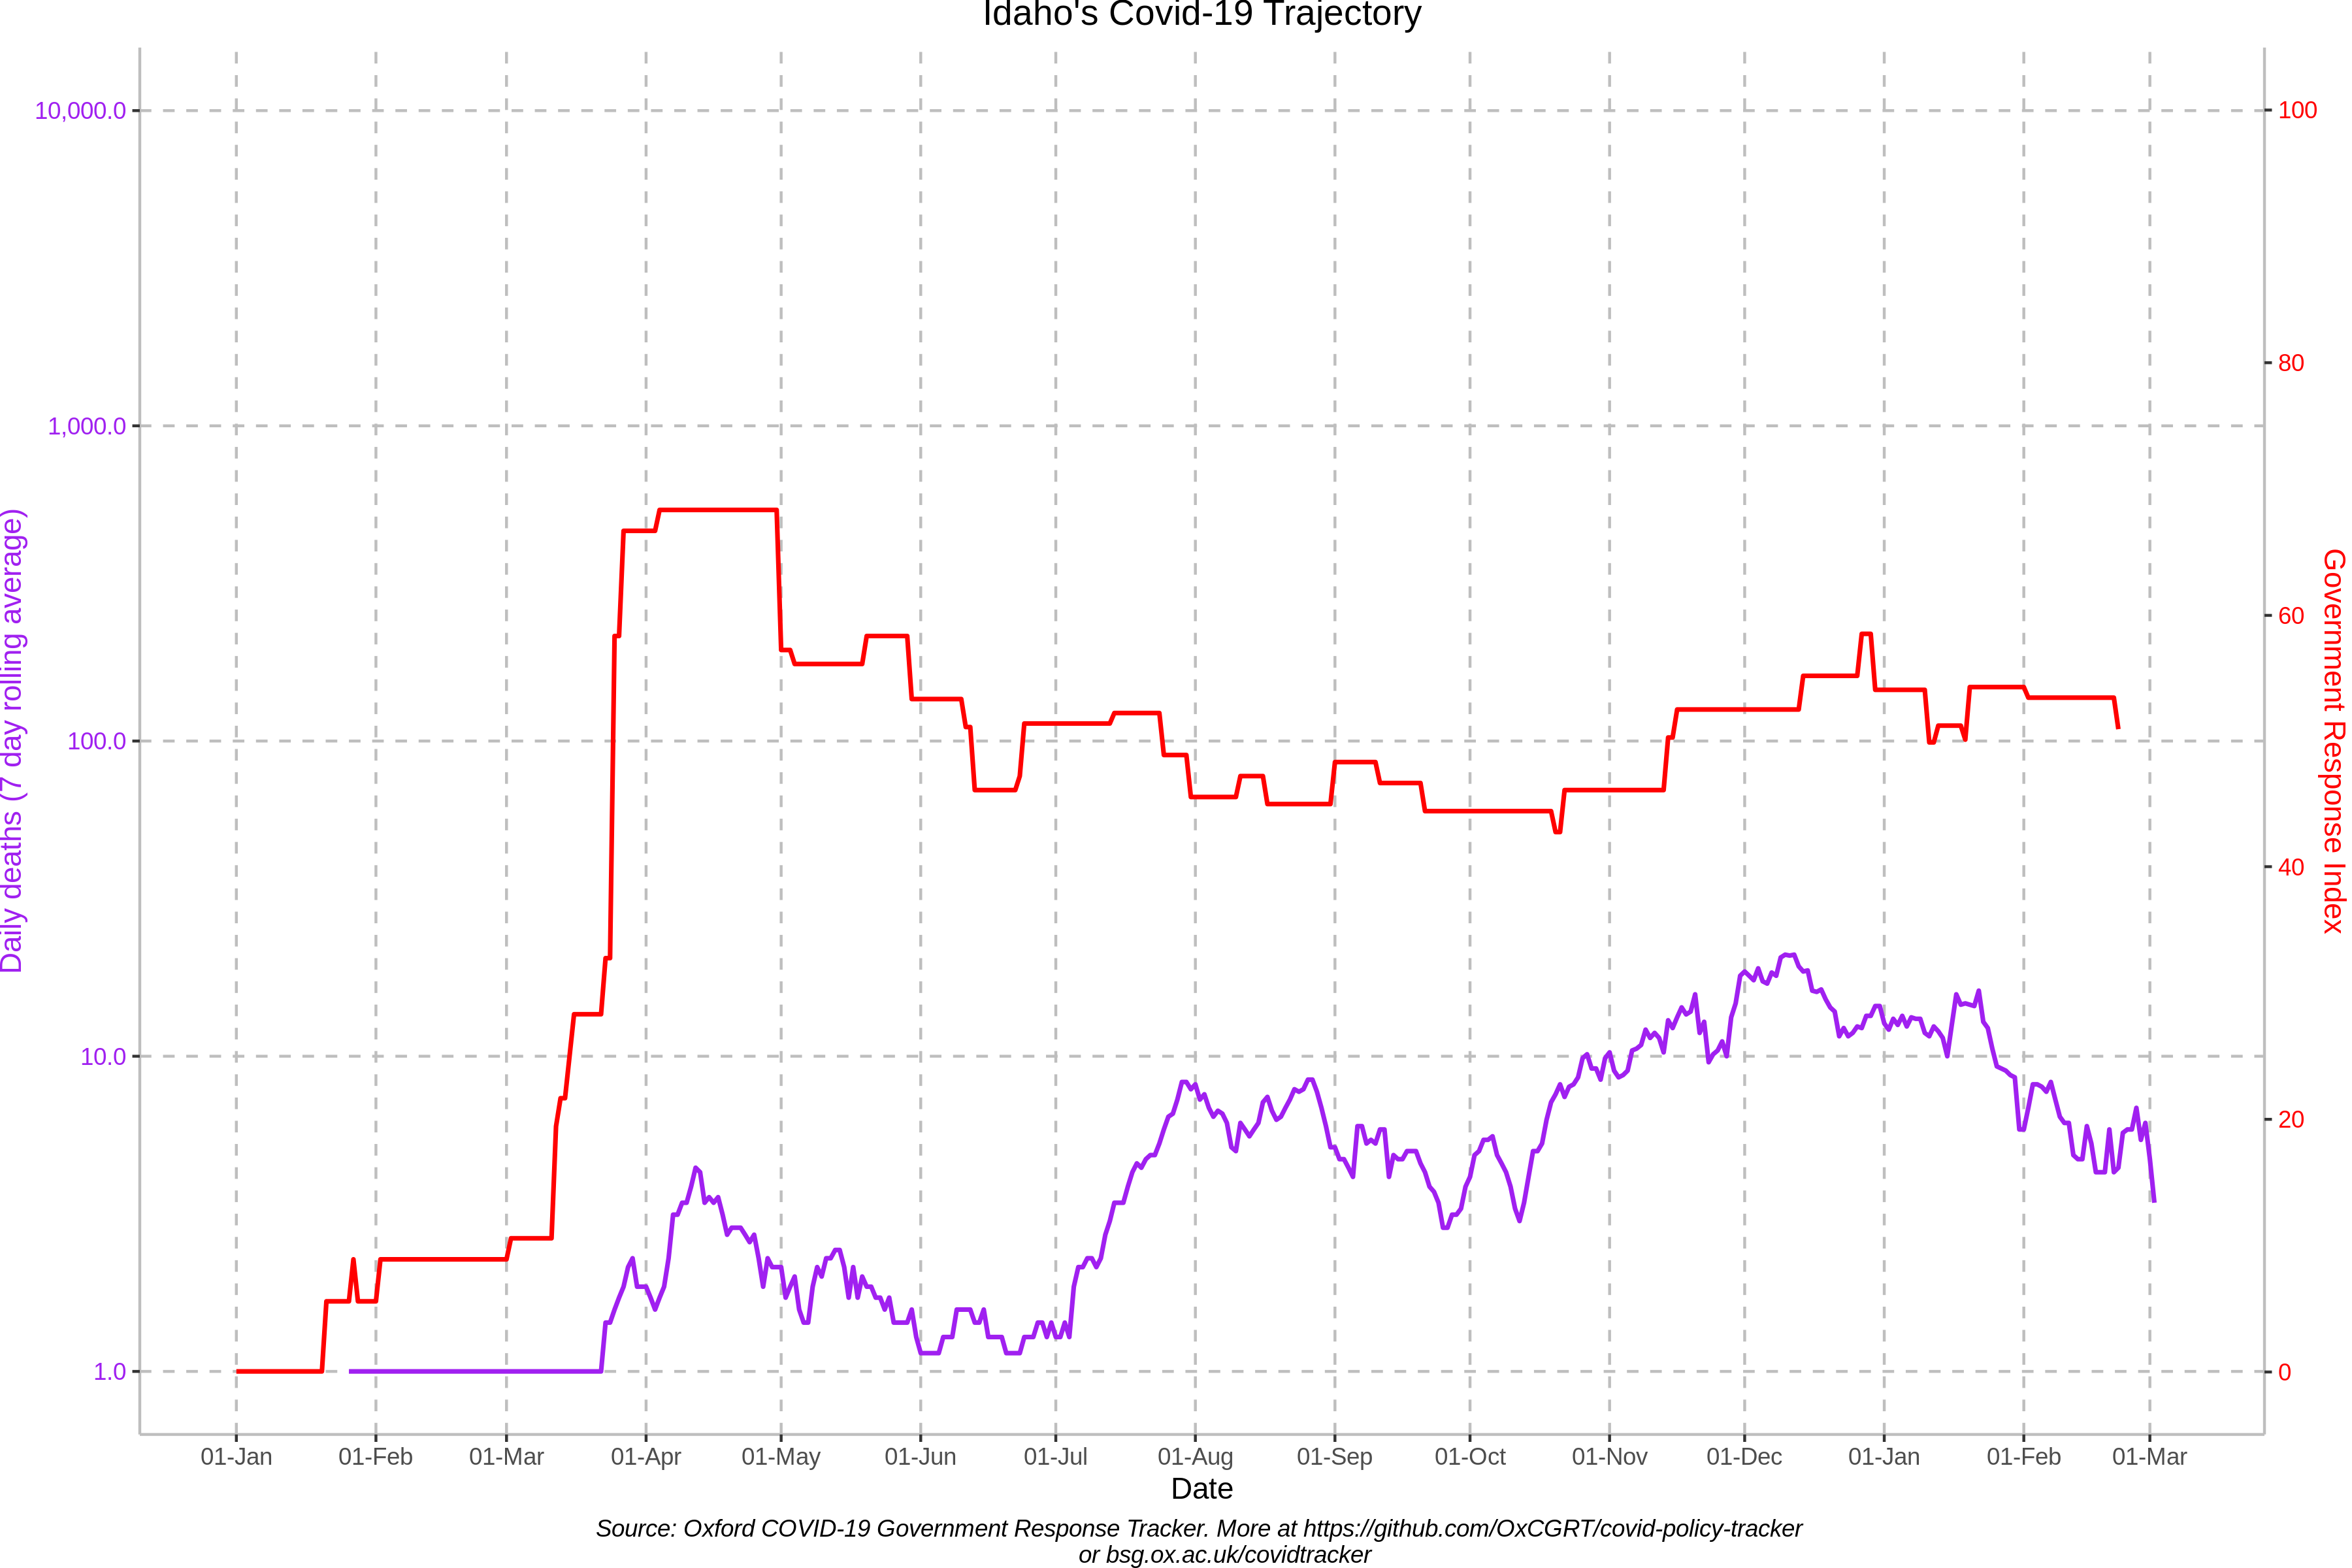 Idaho's Covid-19 Trajectory
10,000.0
1,000.0
100.0
10.0
1.0
Daily deaths (7 day rolling average)
100
80
60
40
20
0
Government Response Index
01-Jan 01-Feb 01-Mar 01-Apr 01-May 01-Jun 01-Jul 01-Aug 01-Sep 01-Oct 01-Nov 01-Dec 01-Jan 01-Feb 01-Mar
Date
Source: Oxford COVID-19 Government Response Tracker. More at https://github.com/OxCGRT/covid-policy-tracker
or bsg.ox.ac.uk/covidtracker